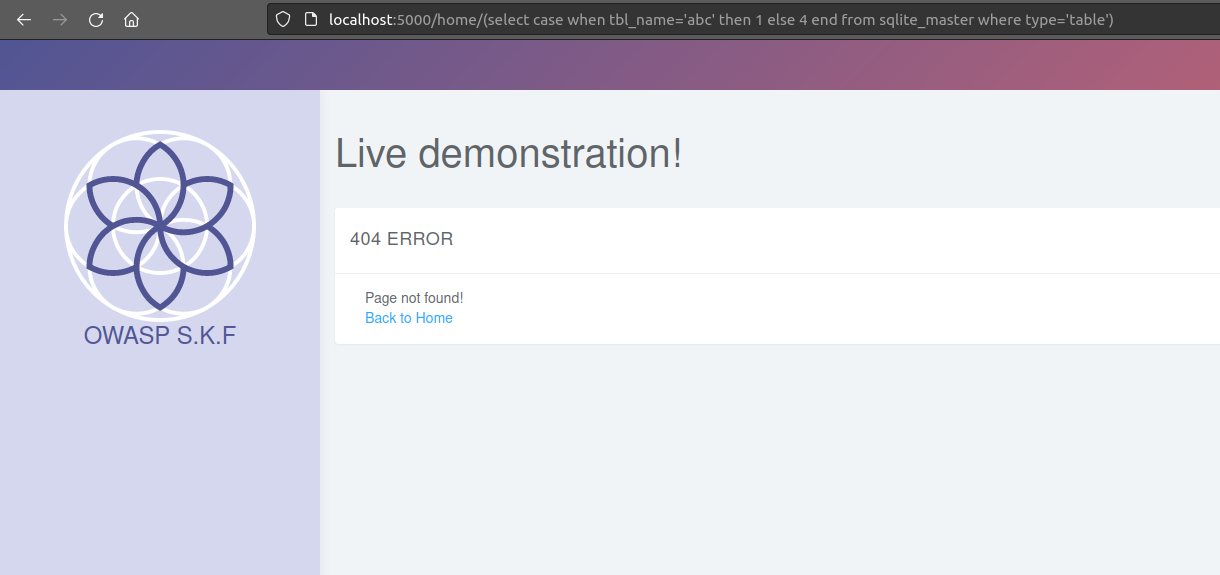 localhost:5000/home/(select case when tbl_name='abc' then 1 else 4 end from sqlite_master where type='table')
Live demonstration!
404 ERROR
Page not found!
Back to Home
OWASP S.K.F